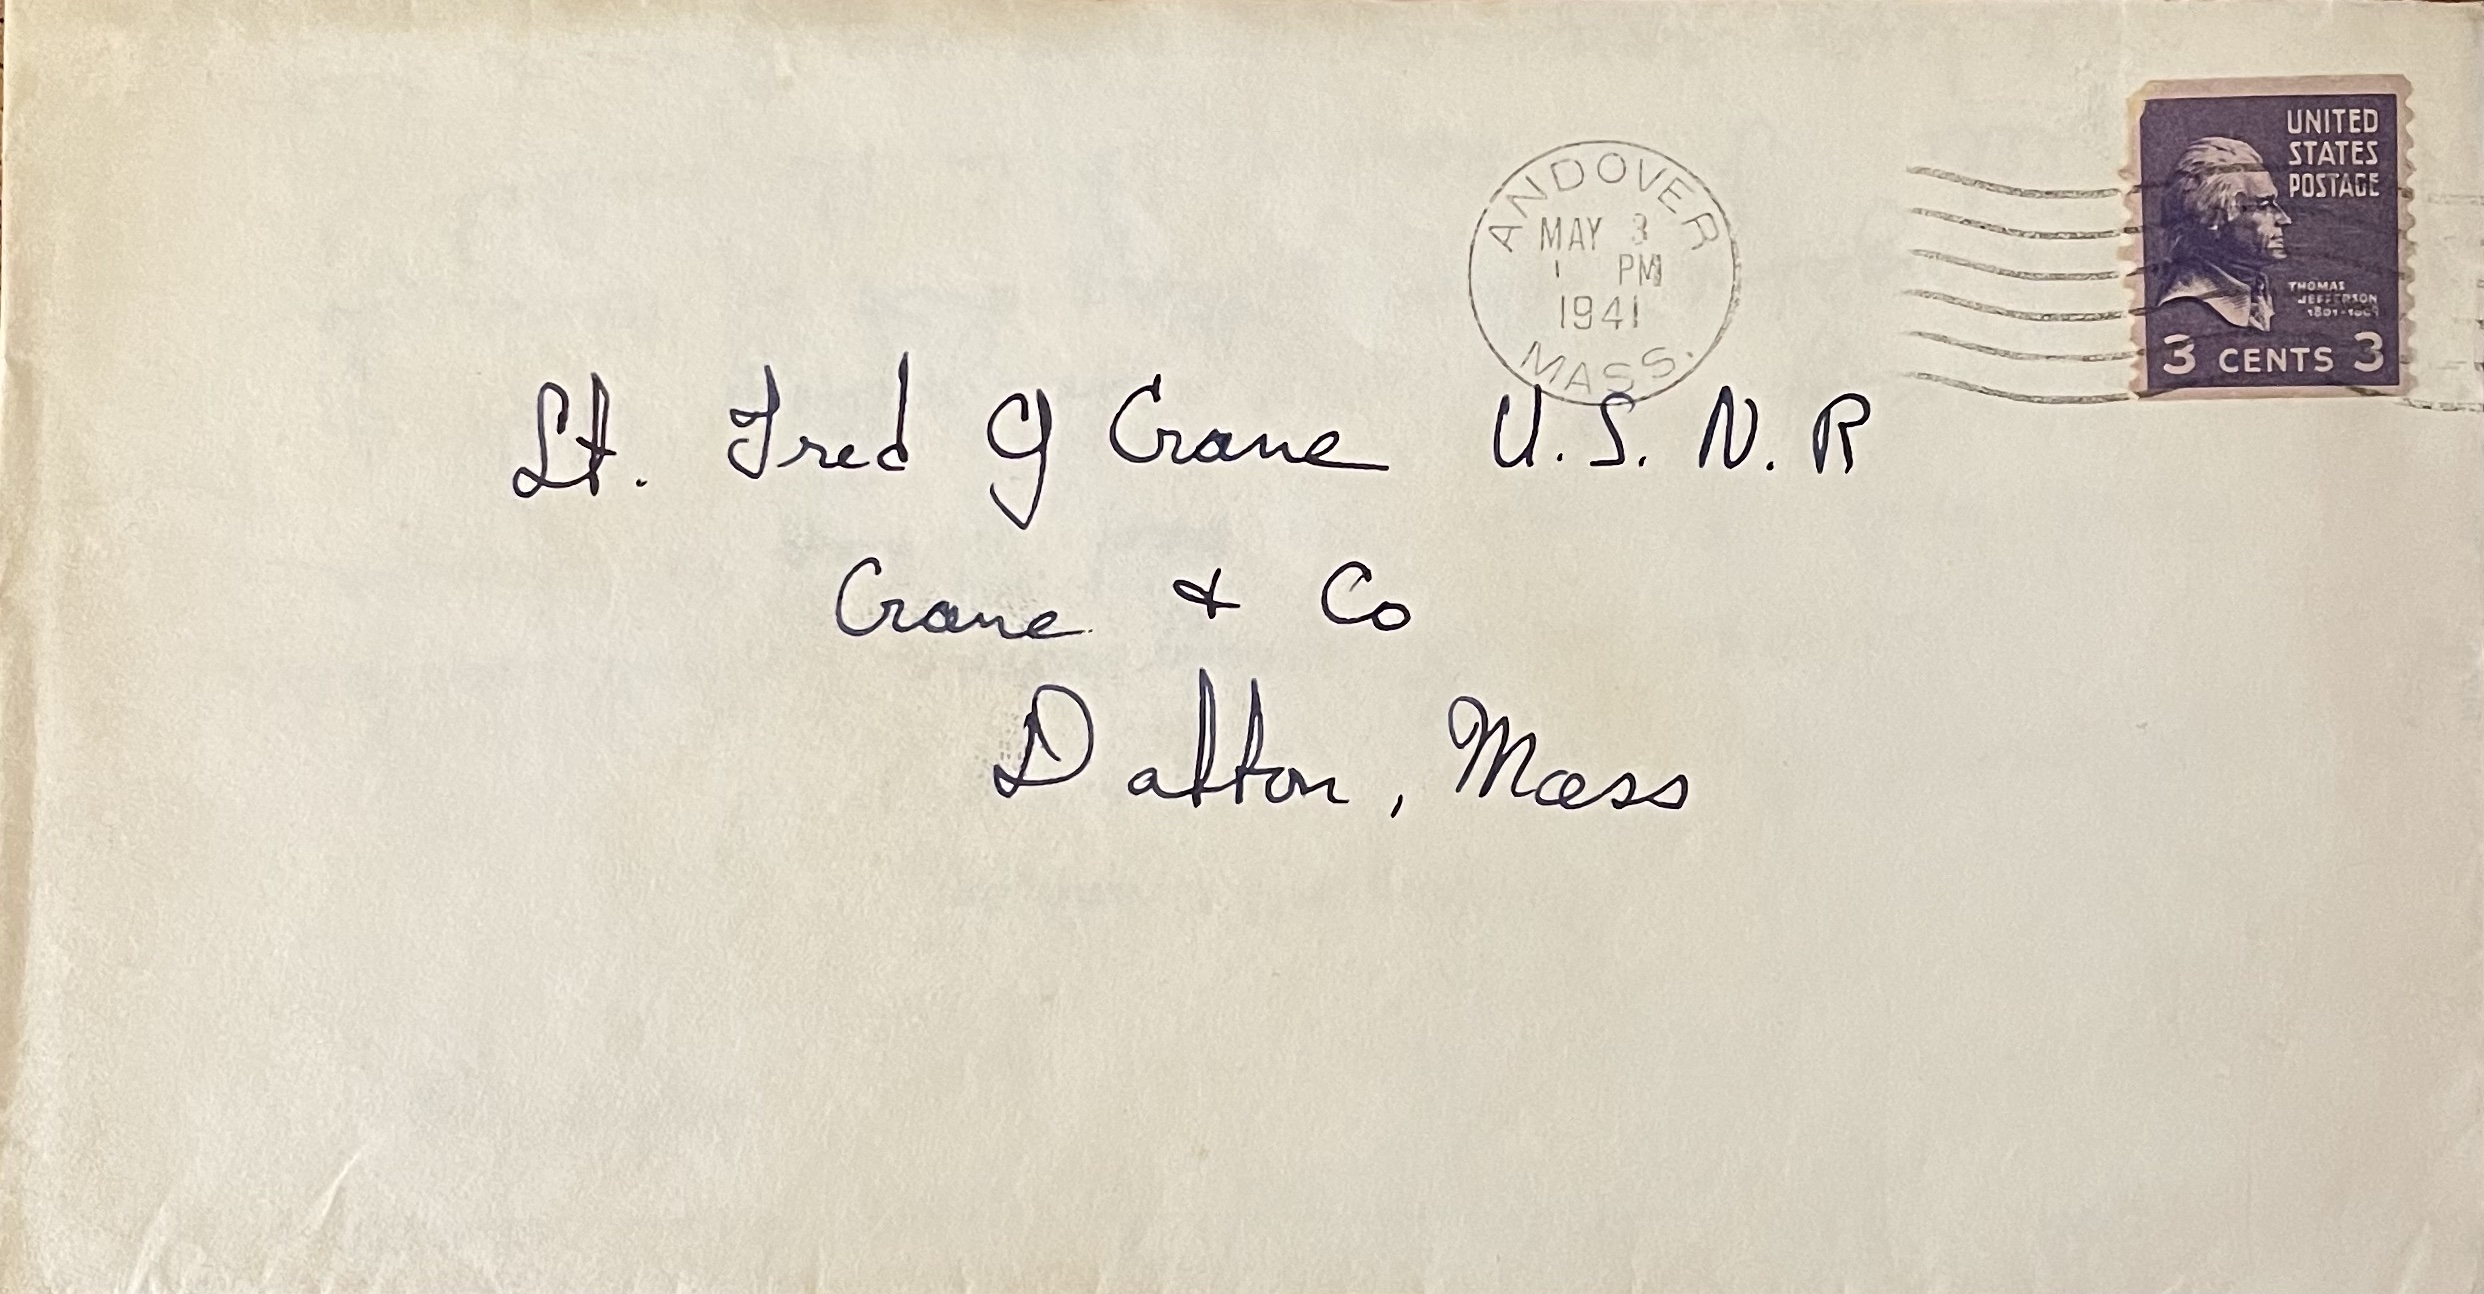 UNITED
STATES
POSTAGE
THOMAS
JEFFERSON
1801-1809
3 CENTS 3
ANDOVER
MAY 3
1 PM
1941
MASS.
Lt. Fred G Crane U.S.N.R
Crane + Co
Dalton, Mass